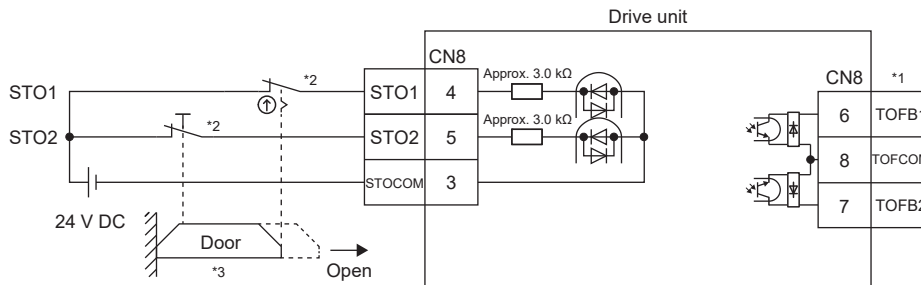 Drive unit
CN8
STO1
*2
STO1
4
Approx. 3.0 kΩ
CN8
*1
6
TOFB1
STO2
*2
STO2
5
Approx. 3.0 kΩ
8
TOFCOM
STOCOM
3
7
TOFB2
24 V DC
Door
*3
Open